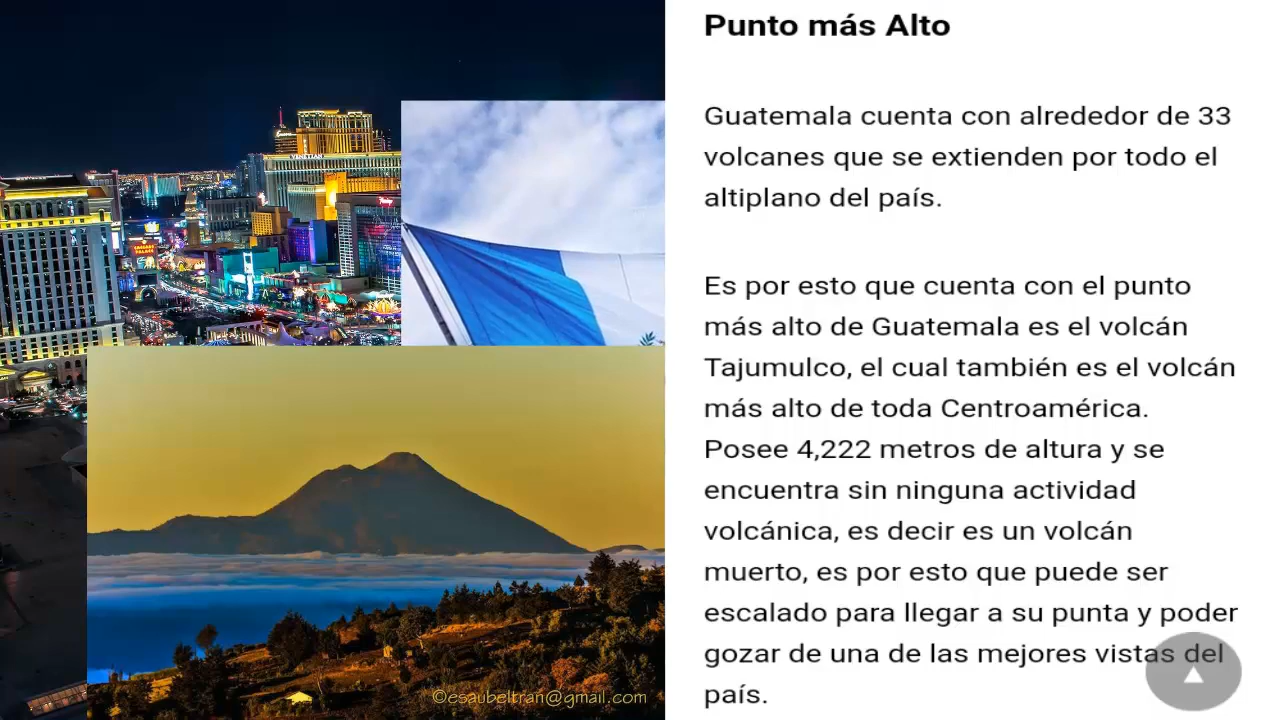 Punto más Alto
Guatemala cuenta con alrededor de 33
volcanes que se extienden por todo el
altiplano del país.
Es por esto que cuenta con el punto
más alto de Guatemala es el volcán
Tajumulco, el cual también es el volcán
más alto de toda Centroamérica.
Posee 4,222 metros de altura y se
encuentra sin ninguna actividad
volcánica, es decir es un volcán
muerto, es por esto que puede ser
escalado para llegar a su punta y poder
gozar de una de las mejores vistas del
país.
VENETIAN
CAESARS
PALACE
©esaubeltran@gmail.com